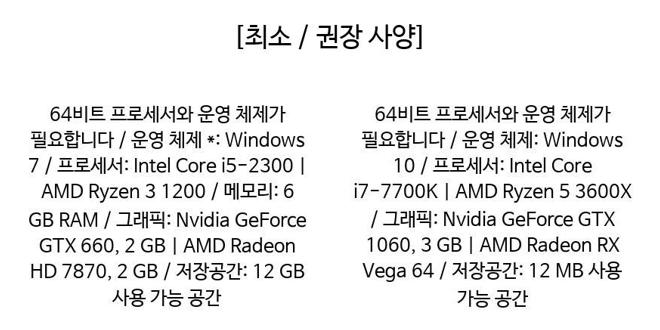 [최소 / 권장 사양]
64비트 프로세서와 운영 체제가
필요합니다 / 운영 체제 *: Windows
7 / 프로세서: Intel Core i5-2300 |
AMD Ryzen 3 1200 / 메모리: 6
GB RAM / 그래픽: Nvidia GeForce
GTX 660, 2 GB | AMD Radeon
HD 7870, 2 GB / 저장공간: 12 GB
사용 가능 공간
64비트 프로세서와 운영 체제가
필요합니다 / 운영 체제: Windows
10 / 프로세서: Intel Core
i7-7700K | AMD Ryzen 5 3600X
/ 그래픽: Nvidia GeForce GTX
1060, 3 GB | AMD Radeon RX
Vega 64 / 저장공간: 12 MB 사용
가능 공간